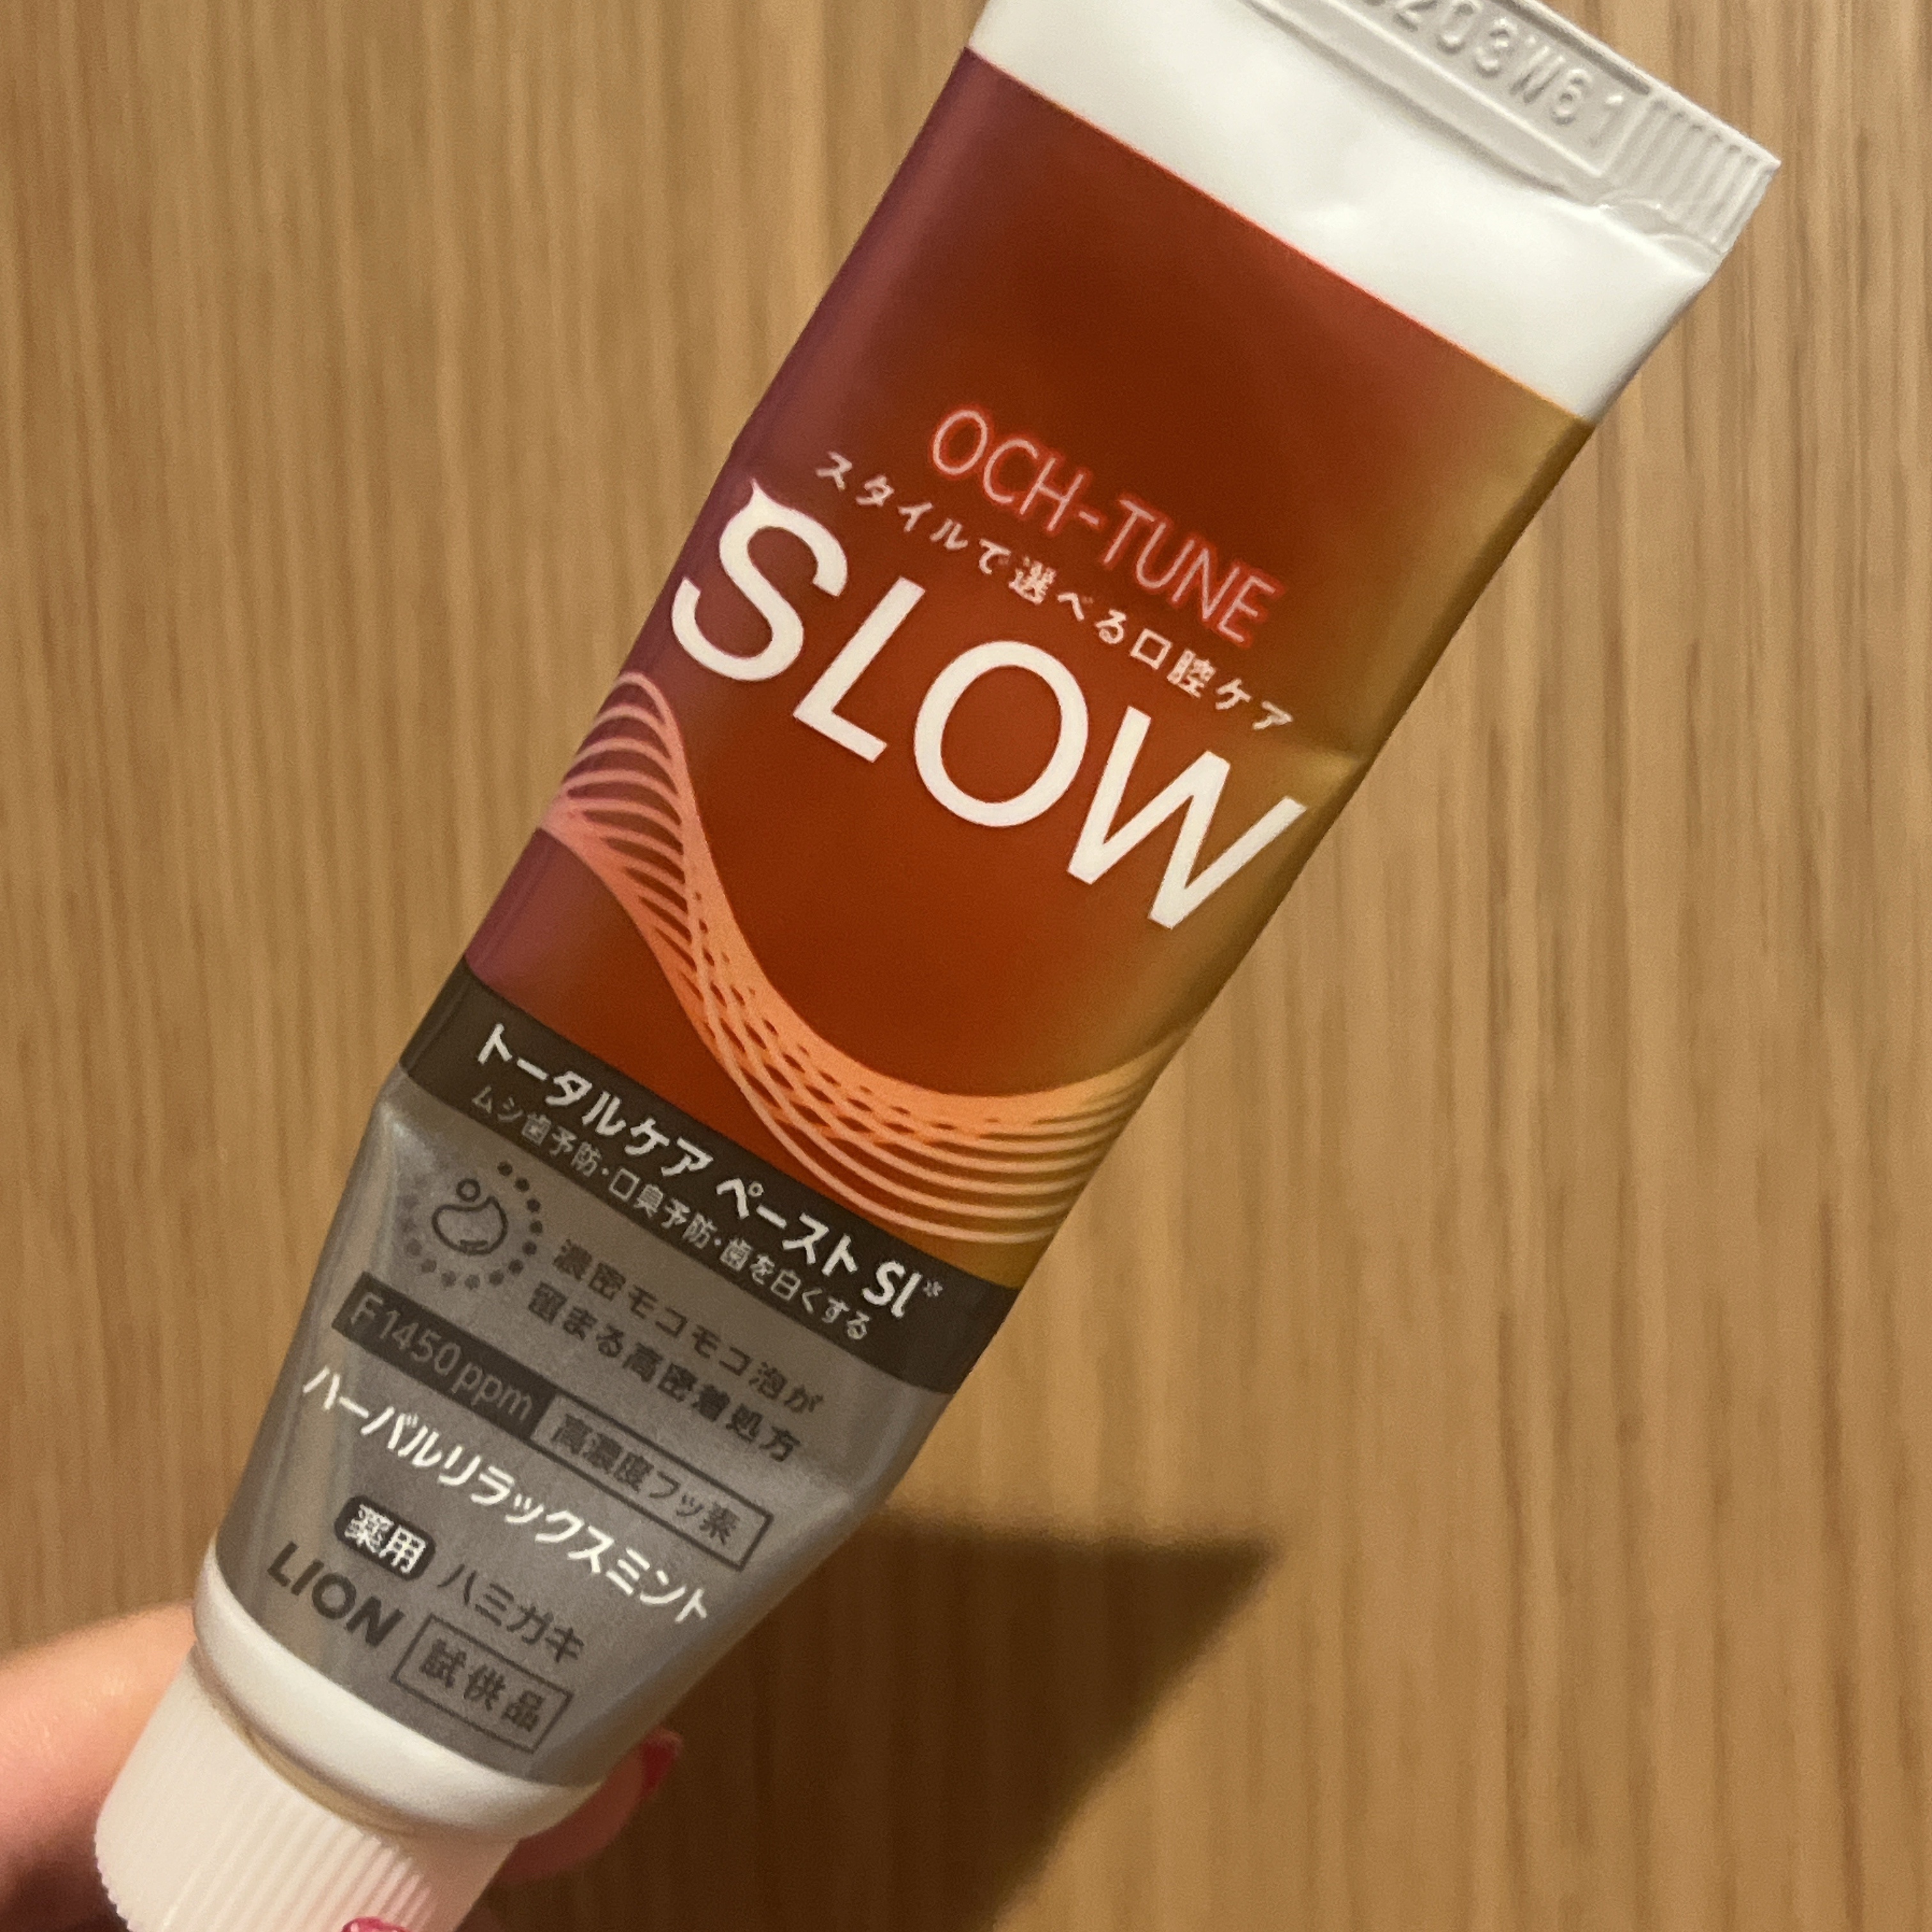 203W61
OCH-TUNE
スタイルで選べる口腔ケア
SLOW
トータルケア ペースト Sl*
ムシ歯予防・口臭予防・歯を白くする
濃密モコモコ泡が
留まる高密着処方
F1450ppm 高濃度フッ素
ハーバルリラックスミント
薬用 ハミガキ
LION 試供品